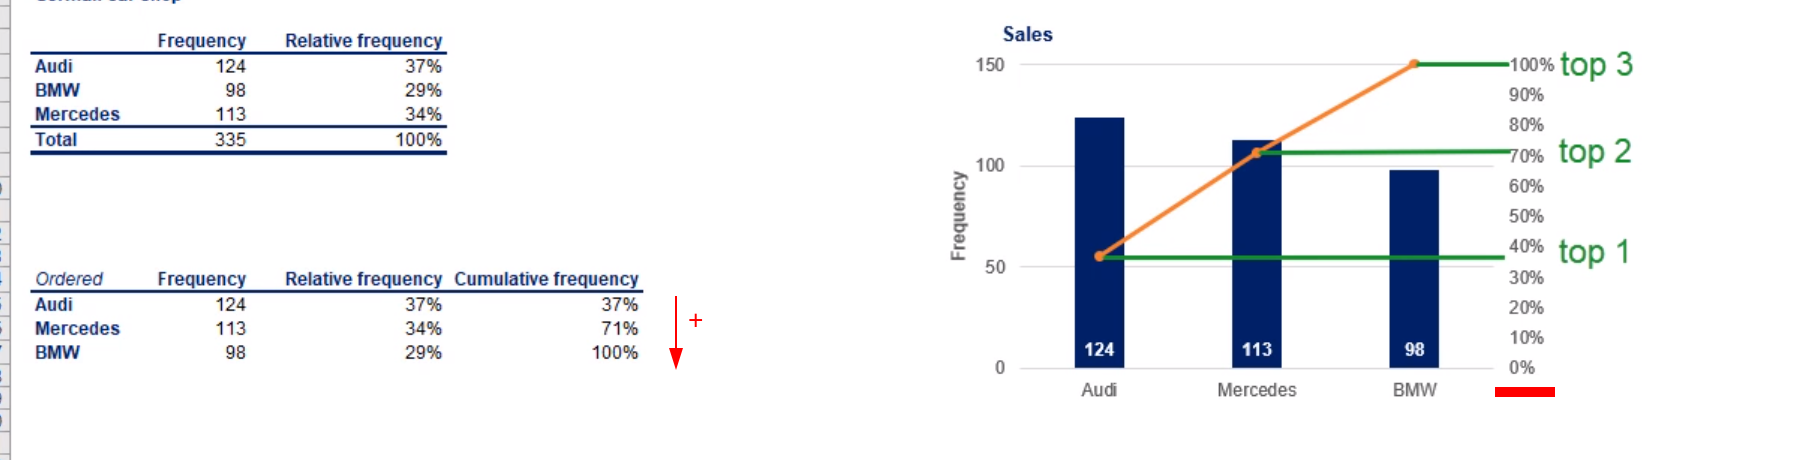 Frequency Relative frequency
Audi 124 37%
BMW 98 29%
Mercedes 113 34%
Total 335 100%
Ordered Frequency Relative frequency Cumulative frequency
Audi 124 37% 37%
Mercedes 113 34% 71%
BMW 98 29% 100%
+
Sales
Frequency
150
100
50
0
124
113
98
Audi
Mercedes
BMW
100% top 3
90%
80%
70% top 2
60%
50%
40% top 1
30%
20%
10%
0%